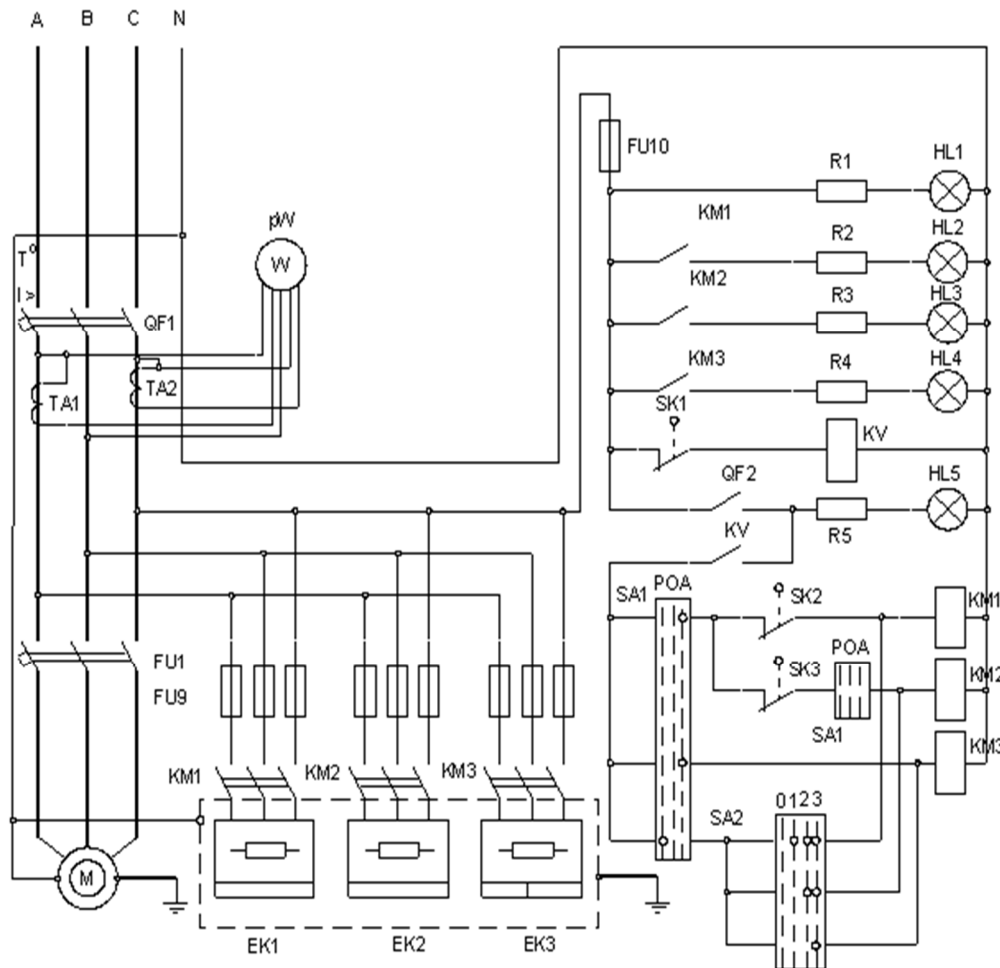 A B C N
FU10
R1 HL1
KM1
pW
W
R2 HL2
T°
KM2
I >
QF1
R3 HL3
TA1
TA2
KM3
R4 HL4
SK1
KV
QF2
HL5
R5
KV
SA1 POA
SK2
KM1
FU1
FU9
SK3
POA
KM2
SA1
KM3
KM1
KM2
KM3
SA2
0123
M
EK1 EK2 EK3